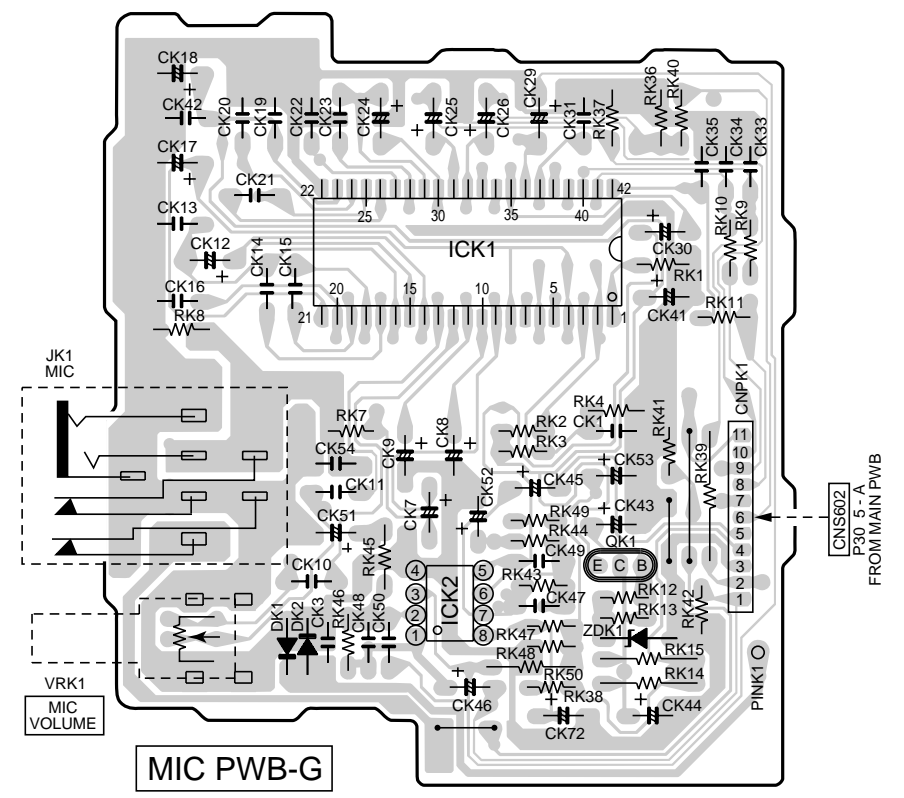 CK18
CK42
CK20
CK19
CK22
CK23
CK24
CK25
CK26
CK29
CK31
RK37
RK36
RK40
CK35
CK34
CK33
CK17
CK21
22
42
25
30
35
40
ICK1
CK13
CK12
CK14
CK15
CK16
RK8
20
15
10
5
21
1
CK30
RK1
CK41
RK10
RK9
RK11
JK1
MIC
RK7
CK54
CK11
CK51
CK9
CK8
CK7
CK52
RK45
CK10
RK4
CK1
RK2
RK3
CK45
CK53
RK49
RK44
CK43
CK49
QK1
E C B
RK41
RK39
CNPK1
11
10
9
8
7
6
5
4
3
2
1
CNS602
P30 5 - A
FROM MAIN PWB
4
3
2
1
ICK2
5
6
7
8
RK43
CK47
RK12
RK13
RK42
DK1
DK2
CK3
RK46
CK48
CK50
RK47
RK48
ZDK1
RK15
RK14
RK50
RK38
CK46
CK72
CK44
PINK1
VRK1
MIC
VOLUME
MIC PWB-G